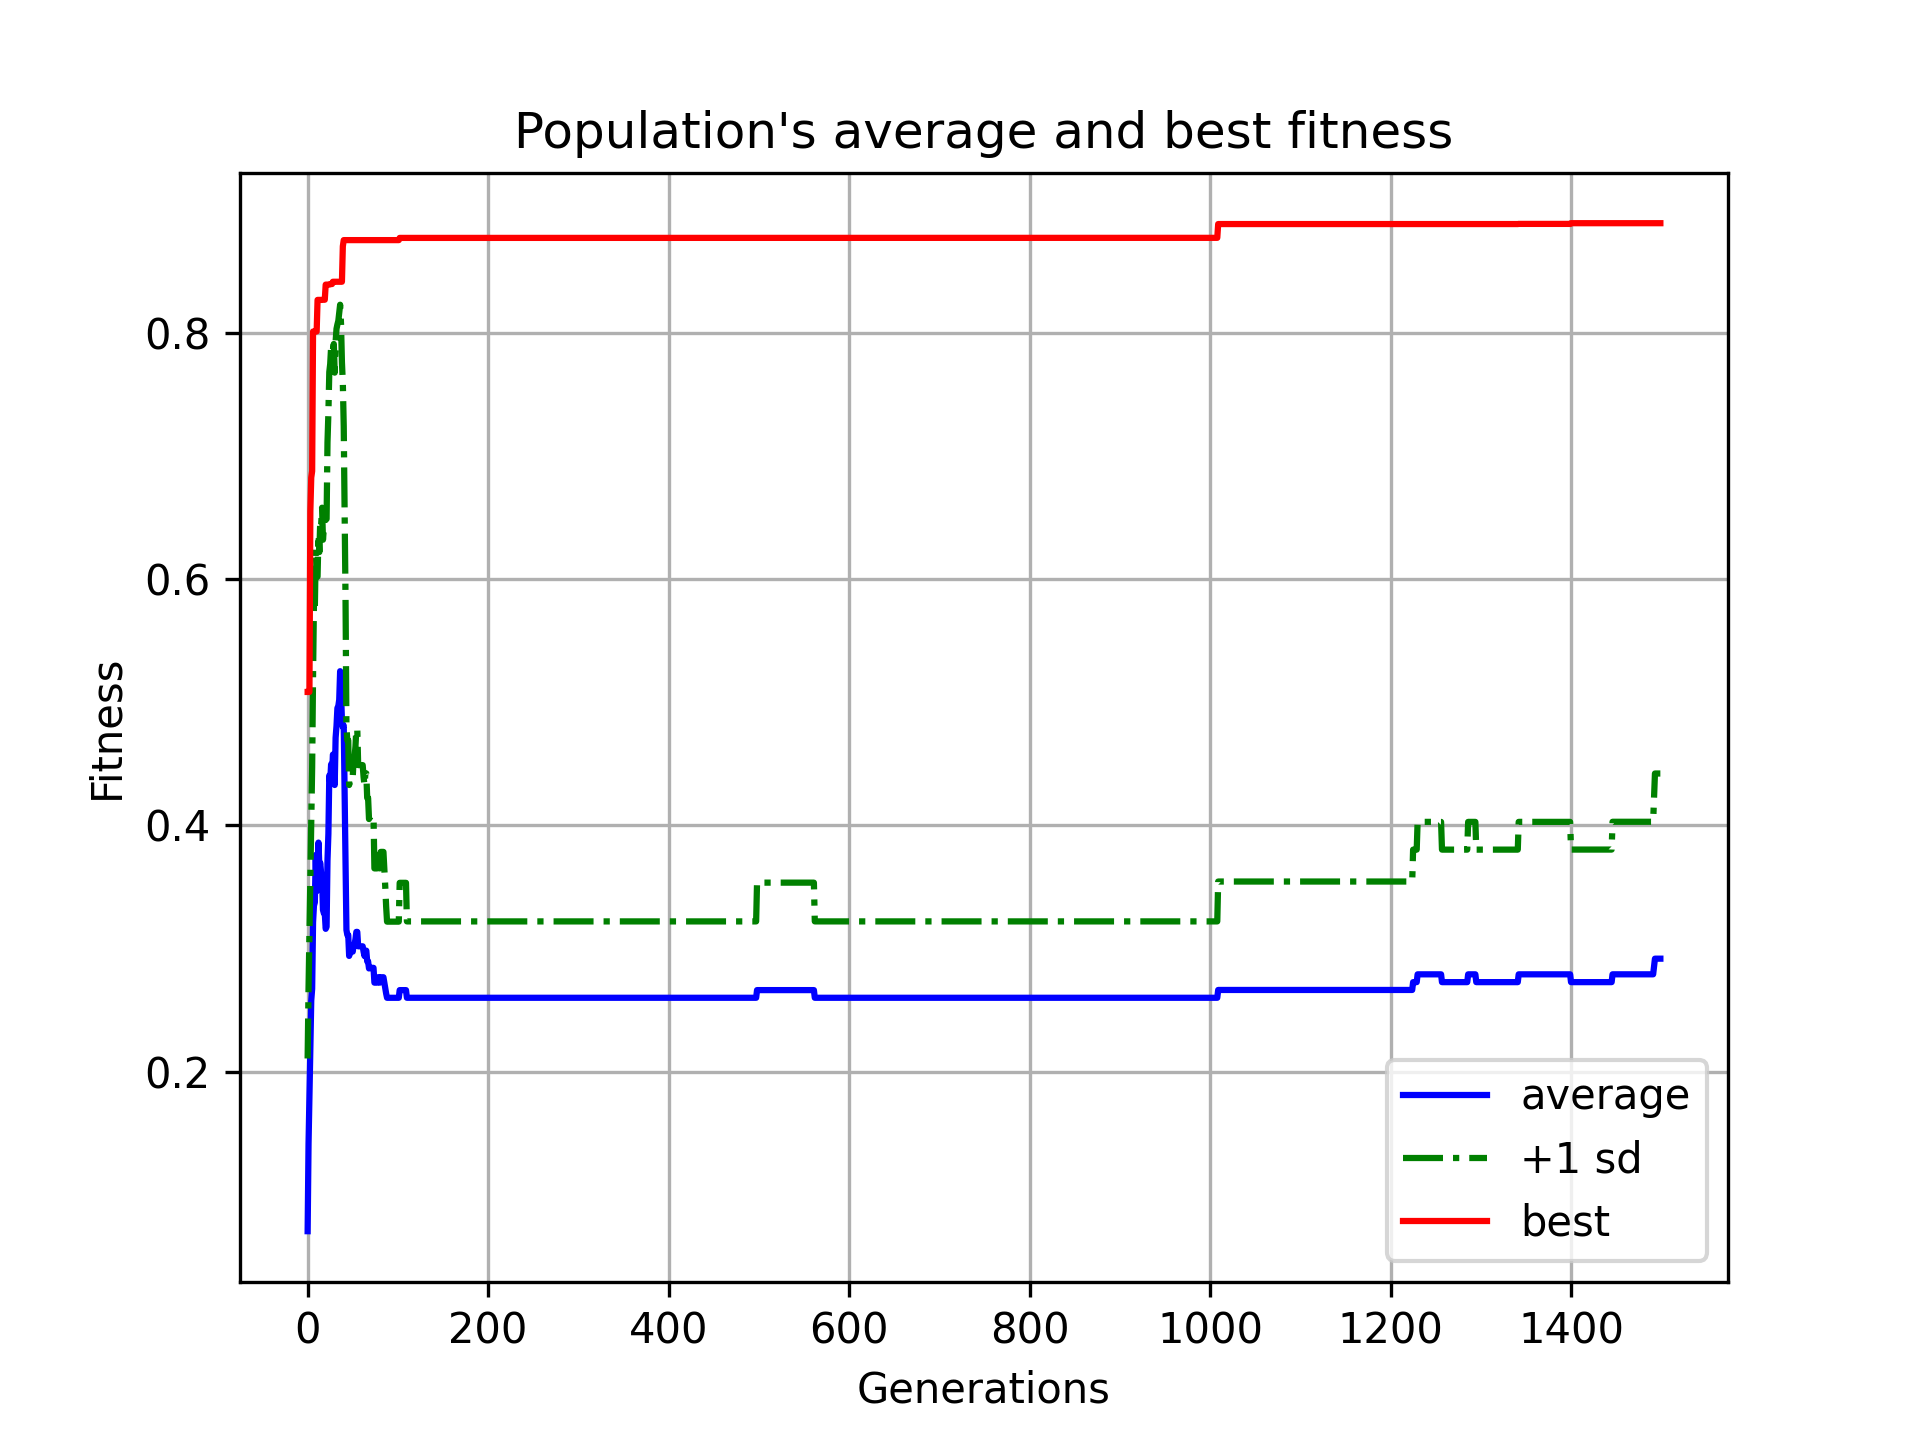 Population's average and best fitness
Fitness
0.8
0.6
0.4
0.2
0 200 400 600 800 1000 1200 1400
Generations
average
+1 sd
best